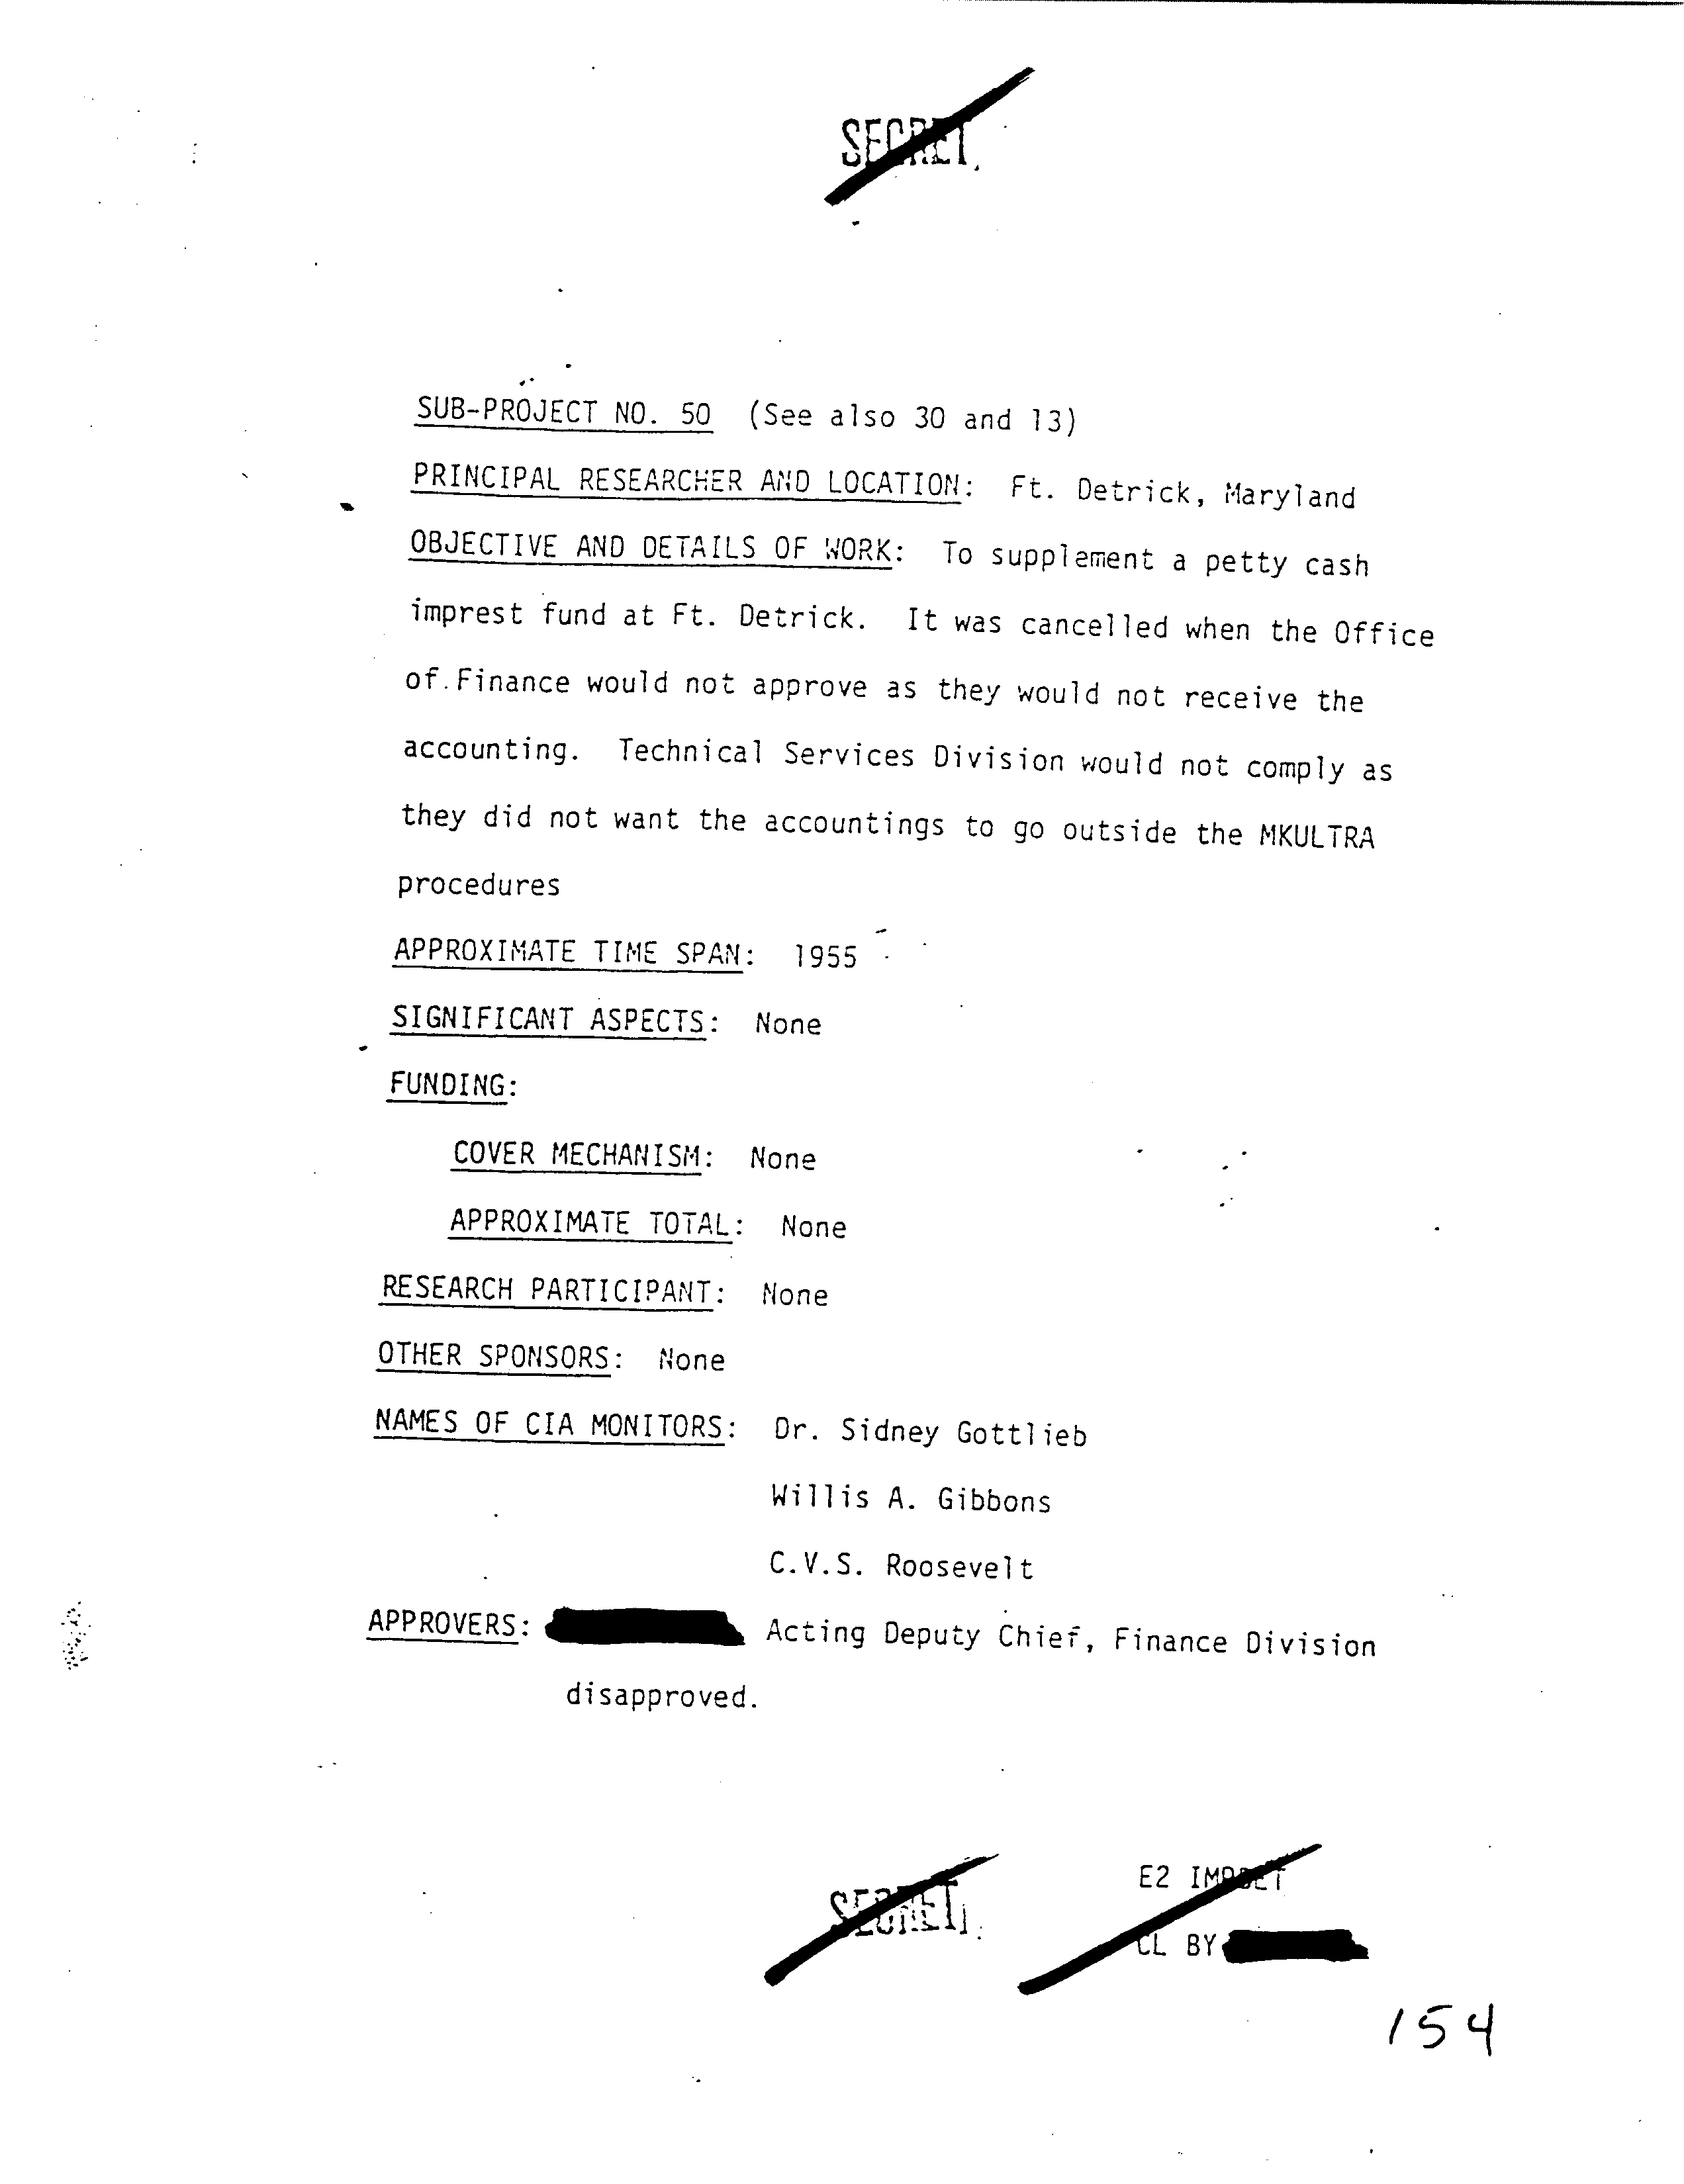 SECRET
SUB-PROJECT NO. 50 (See also 30 and 13)
PRINCIPAL RESEARCHER AND LOCATION: Ft. Detrick, Maryland
OBJECTIVE AND DETAILS OF WORK: To supplement a petty cash
imprest fund at Ft. Detrick. It was cancelled when the Office
of Finance would not approve as they would not receive the
accounting. Technical Services Division would not comply as
they did not want the accountings to go outside the MKULTRA
procedures
APPROXIMATE TIME SPAN: 1955
SIGNIFICANT ASPECTS: None
FUNDING:
COVER MECHANISM: None
APPROXIMATE TOTAL: None
RESEARCH PARTICIPANT: None
OTHER SPONSORS: None
NAMES OF CIA MONITORS: Dr. Sidney Gottlieb
Willis A. Gibbons
C.V.S. Roosevelt
APPROVERS: Acting Deputy Chief, Finance Division
disapproved.
SECRET
E2 IMPDET
CL BY
154